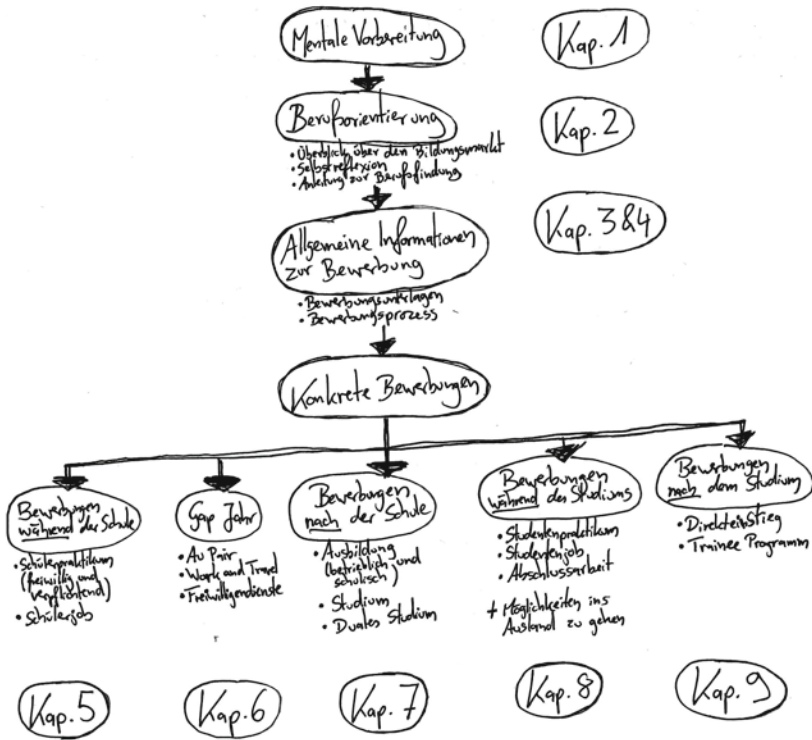 Mentale Vorbereitung
Kap. 1
Berufsorientierung
Kap. 2
• Überblick über den Bildungsmarkt
• Selbstreflexion
• Anleitung zur Berufsfindung
Kap. 3&4
Allgemeine Informationen
zur Bewerbung
• Bewerbungsunterlagen
• Bewerbungsprozess
Konkrete Bewerbungen
Bewerbungen
während der Schule
• Schülerpraktikum
(freiwillig und
verpflichtend)
• Schülerjob
Gap Jahr
• Au Pair
• Work and Travel
• Freiwilligendienste
Bewerbungen
nach der Schule
• Ausbildung
(betrieblich und
schulisch)
• Studium
• Duales Studium
Bewerbungen
während des Studiums
• Studentenpraktikum
• Studentenjob
• Abschlussarbeit
+ Möglichkeiten ins
Ausland zu gehen
Bewerbungen
nach dem Studium
• Direkteinstieg
• Trainee Programm
Kap. 5
Kap. 6
Kap. 7
Kap. 8
Kap. 9